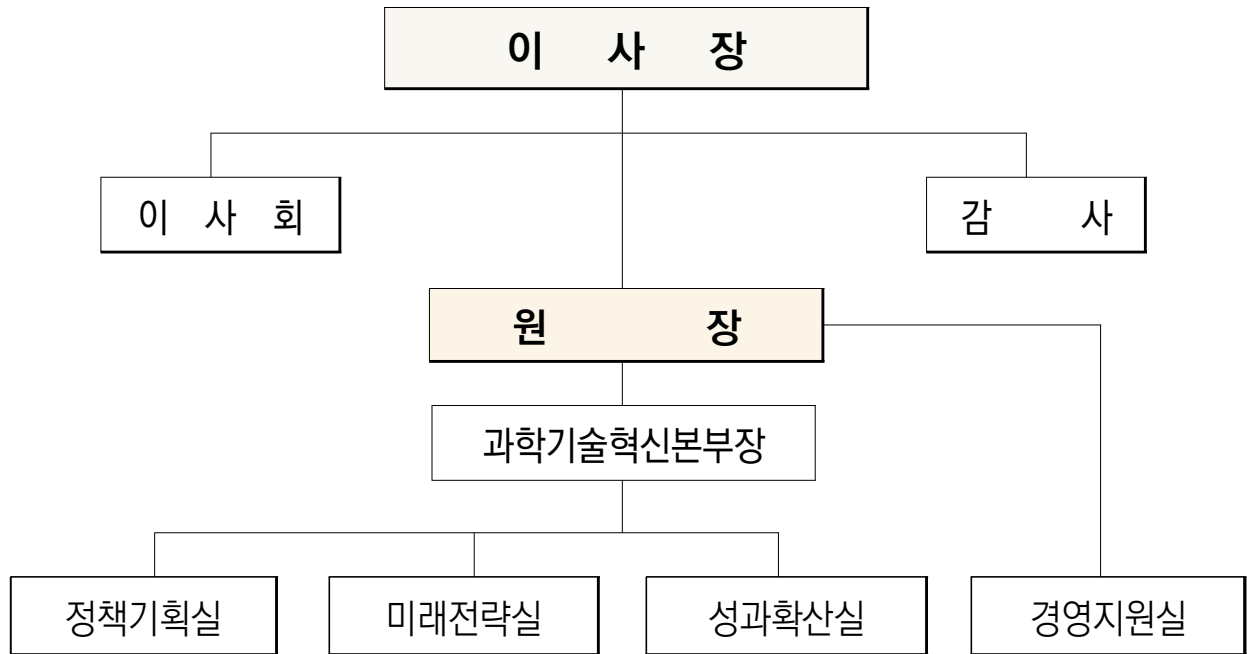 이 사 장
이 사 회
감 사
원 장
과학기술혁신본부장
정책기획실
미래전략실
성과확산실
경영지원실